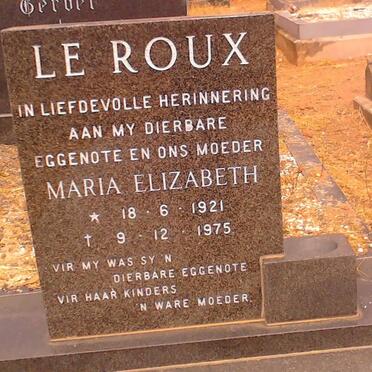 Gerber
LE ROUX
IN LIEFDEVOLLE HERINNERING
AAN MY DIERBARE
EGGENOTE EN ONS MOEDER
MARIA ELIZABETH
* 18 · 6 · 1921
† 9 · 12 · 1975
VIR MY WAS SY 'N
DIERBARE EGGENOTE
VIR HAAR KINDERS
'N WARE MOEDER.